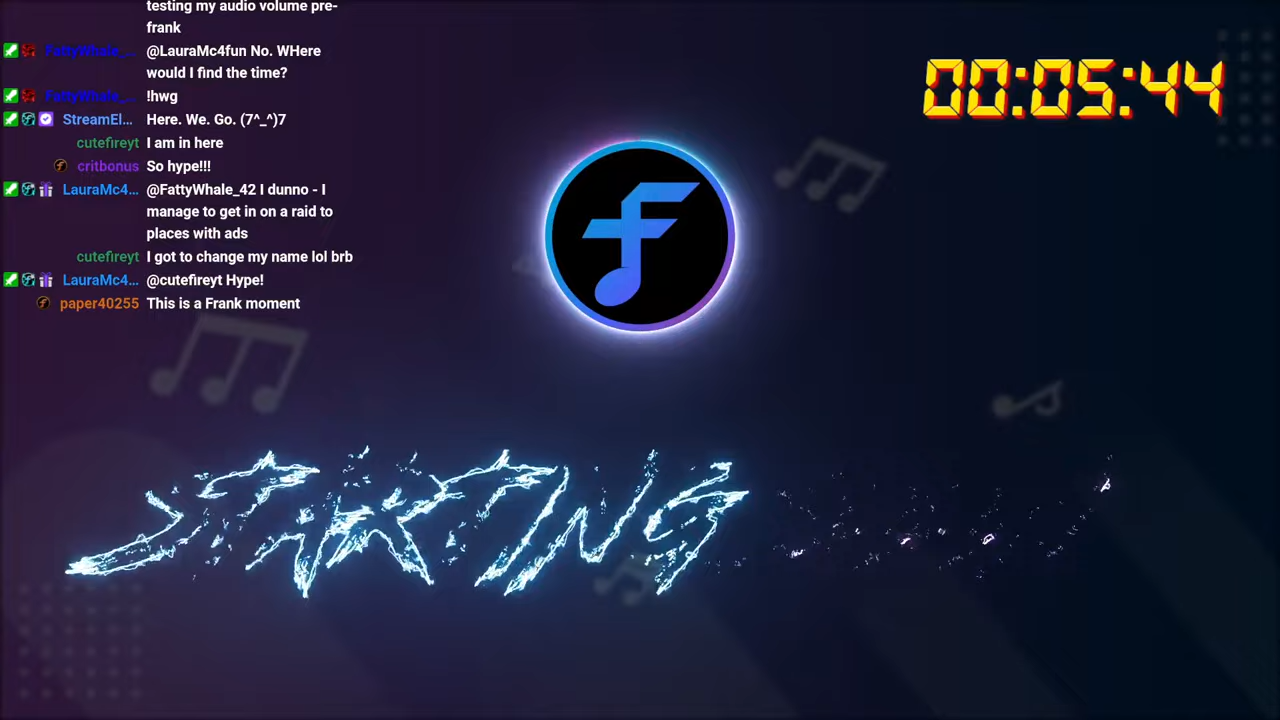 testing my audio volume pre-
frank
FattyWhale_... @LauraMc4fun No. WHere
would I find the time?
FattyWhale_... !hwg
StreamEl... Here. We. Go. (7^_^)7
cutefireyt I am in here
critbonus So hype!!!
LauraMc4... @FattyWhale_42 I dunno - I
manage to get in on a raid to
places with ads
cutefireyt I got to change my name lol brb
LauraMc4... @cutefireyt Hype!
paper40255 This is a Frank moment
00:05:44
STARTING